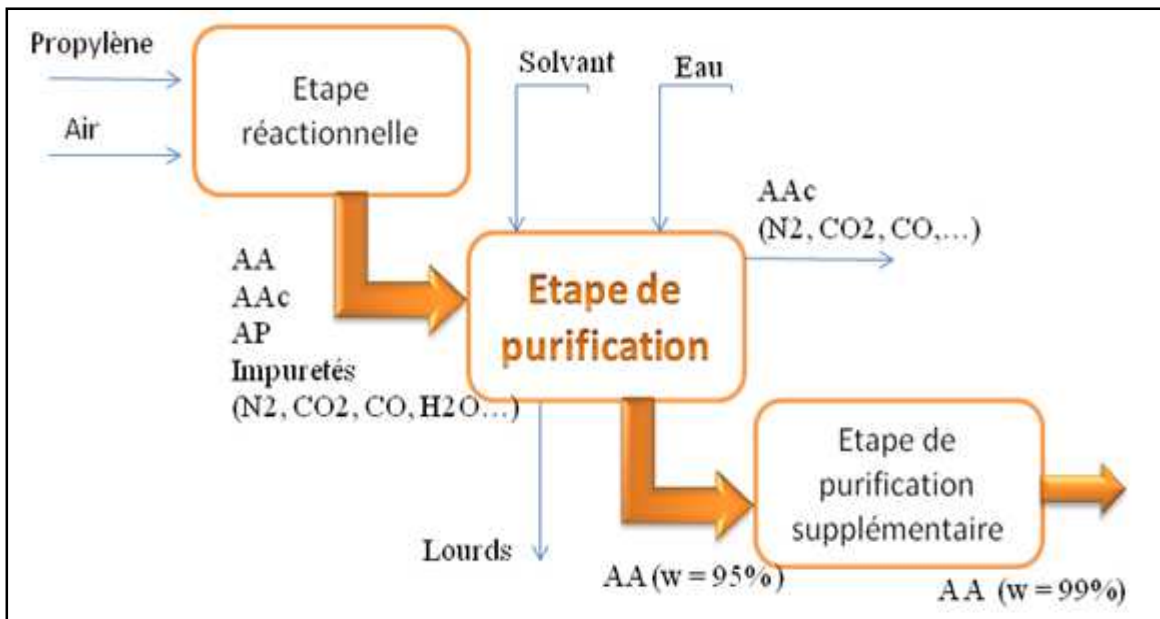 Propylène
Air
Etape
réactionnelle
Solvant
Eau
AAc
(N2, CO2, CO,...)
AA
AAc
AP
Impuretés
(N2, CO2, CO, H2O...)
Etape de
purification
Lourds
Etape de
purification
supplémentaire
AA (w = 95%)
AA (w = 99%)